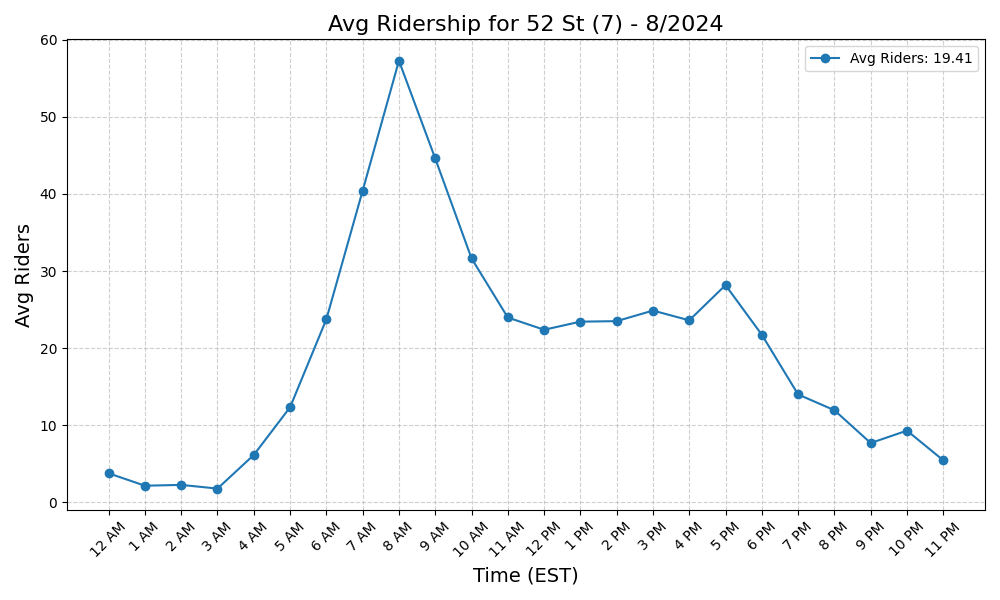 Avg Ridership for 52 St (7) - 8/2024
Avg Riders: 19.41
Avg Riders
60
50
40
30
20
10
0
12 AM
1 AM
2 AM
3 AM
4 AM
5 AM
6 AM
7 AM
8 AM
9 AM
10 AM
11 AM
12 PM
1 PM
2 PM
3 PM
4 PM
5 PM
6 PM
7 PM
8 PM
9 PM
10 PM
11 PM
Time (EST)